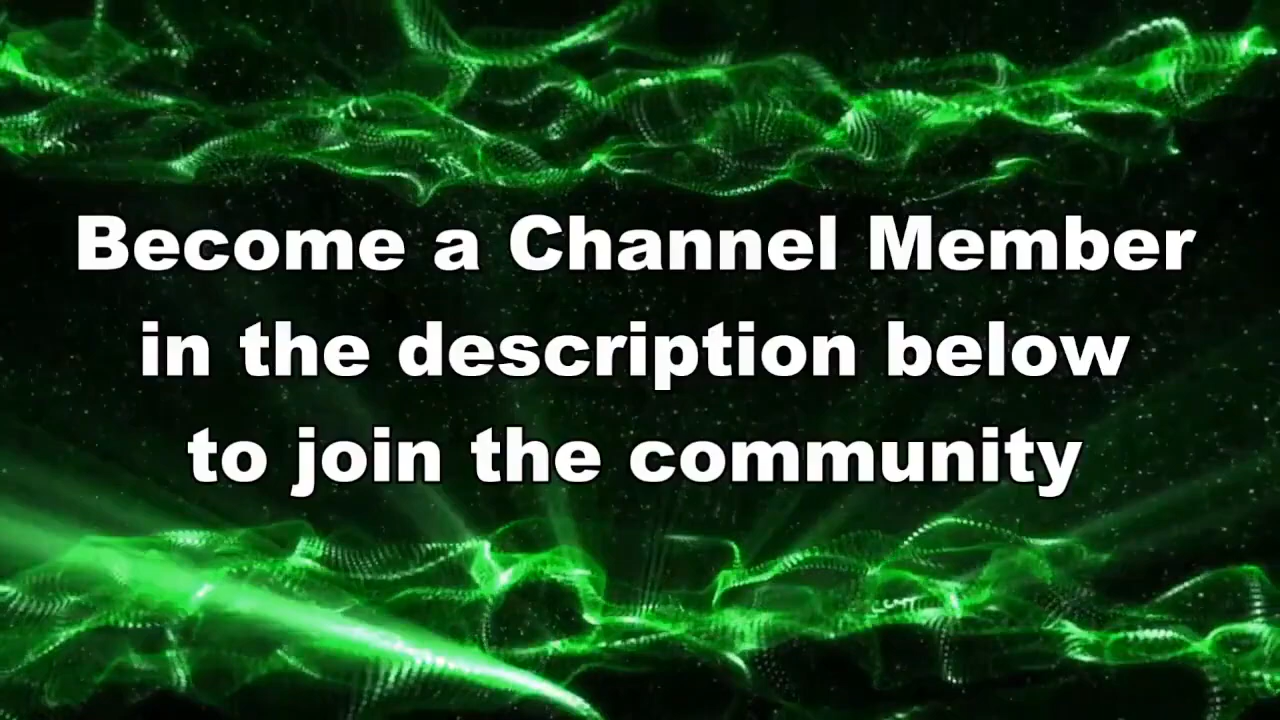 Become a Channel Member
in the description below
to join the community